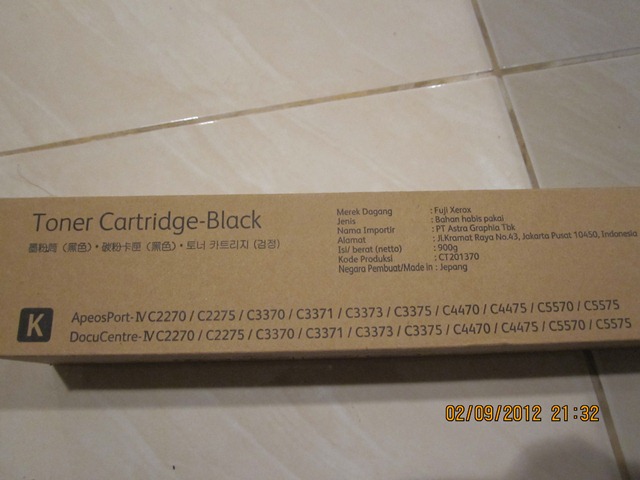 Toner Cartridge-Black
墨粉筒 (黑色)・碳粉卡匣 (黑色)・토너 카트리지 (검정)
Merek Dagang : Fuji Xerox
Jenis : Bahan habis pakai
Nama Importir : PT Astra Graphia Tbk
Alamat : Jl.Kramat Raya No.43, Jakarta Pusat 10450, Indonesia
Isi/ berat (netto) : 900g
Kode Produksi : CT201370
Negara Pembuat/Made in : Jepang
K
ApeosPort-Ⅳ C2270 / C2275 / C3370 / C3371 / C3373 / C3375 / C4470 / C4475 / C5570 / C5575
DocuCentre-Ⅳ C2270 / C2275 / C3370 / C3371 / C3373 / C3375 / C4470 / C4475 / C5570 / C5575
02/09/2012 21:32